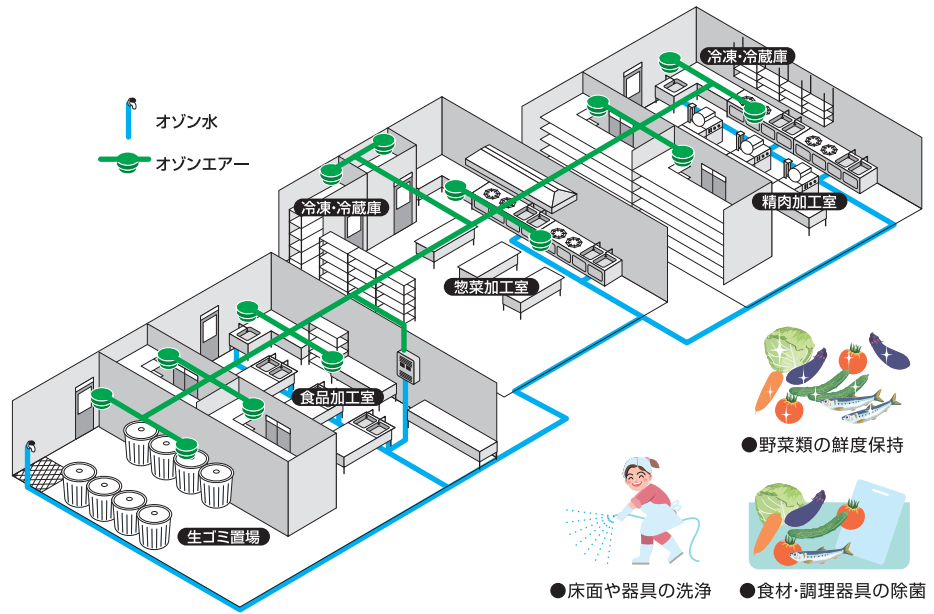 冷凍・冷蔵庫
オゾン水
オゾンエアー
精肉加工室
冷凍・冷蔵庫
惣菜加工室
食品加工室
生ゴミ置場
●野菜類の鮮度保持
●床面や器具の洗浄
●食材・調理器具の除菌